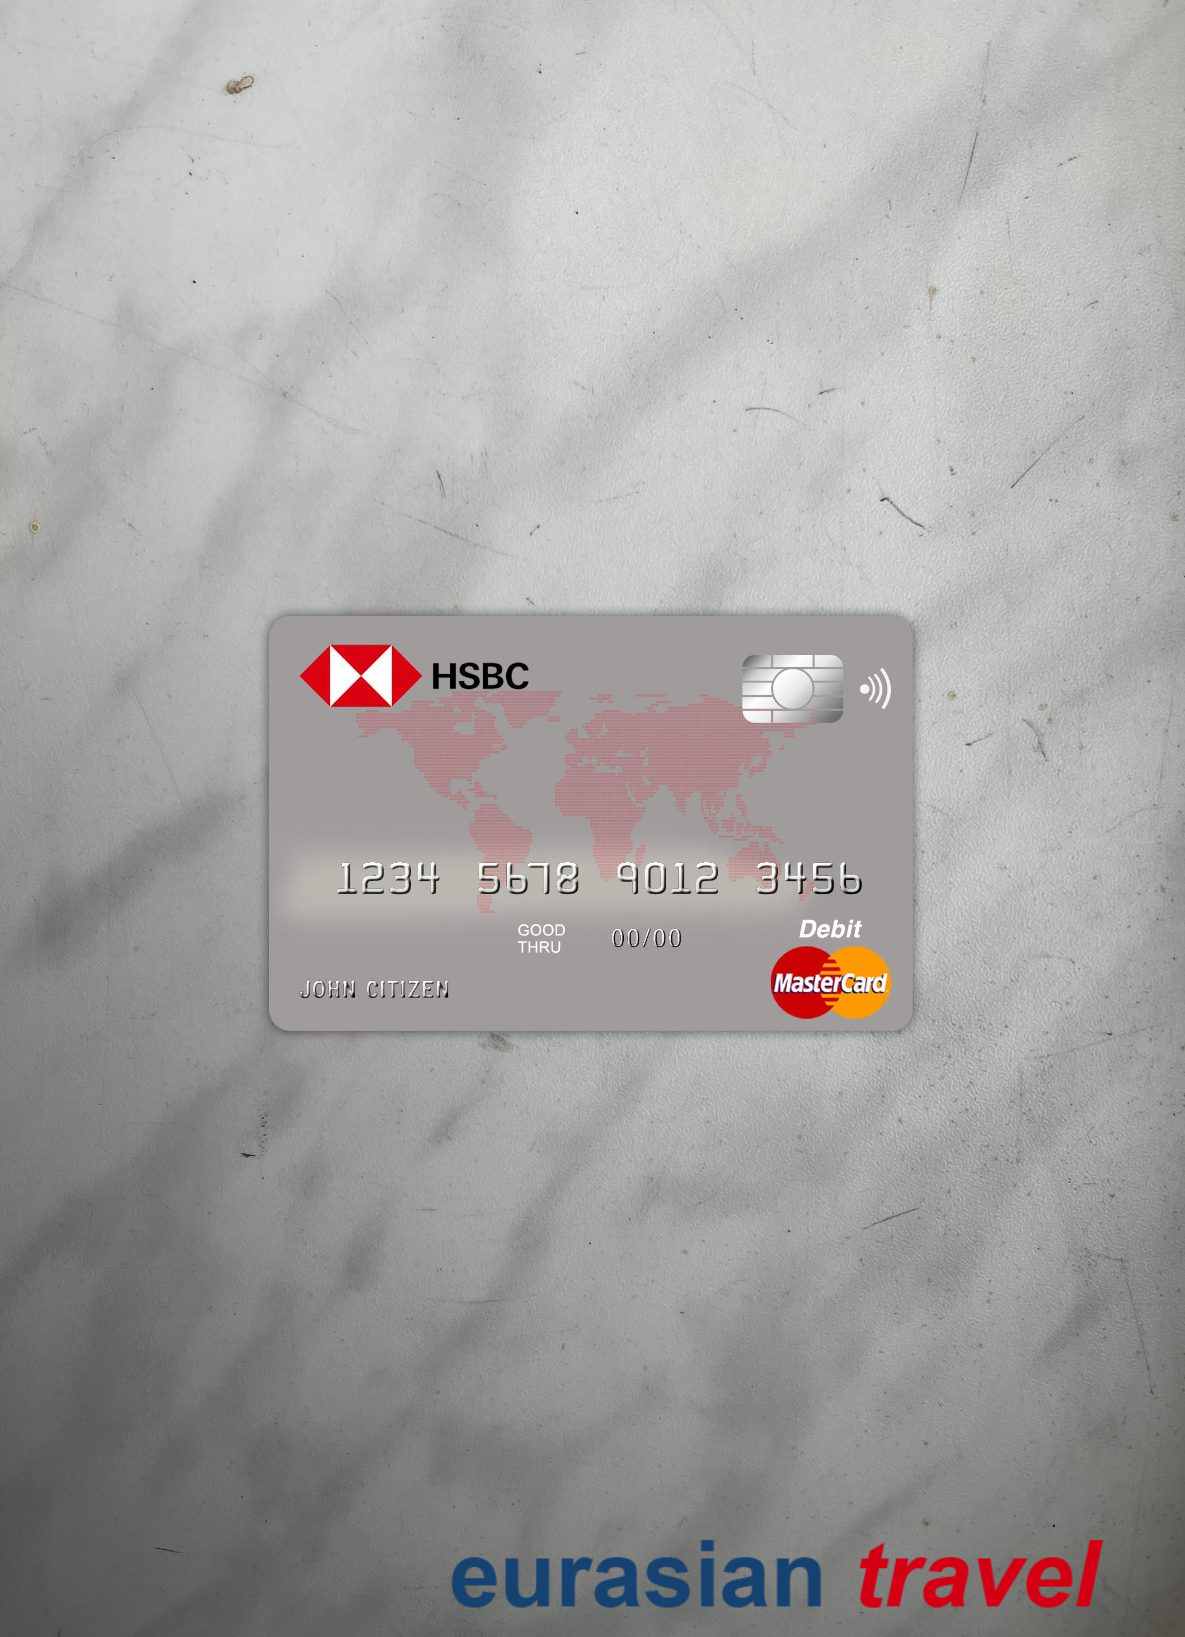 HSBC
1234 5678 9012 3456
GOOD THRU 00/00
Debit
JOHN CITIZEN
MasterCard
eurasian travel